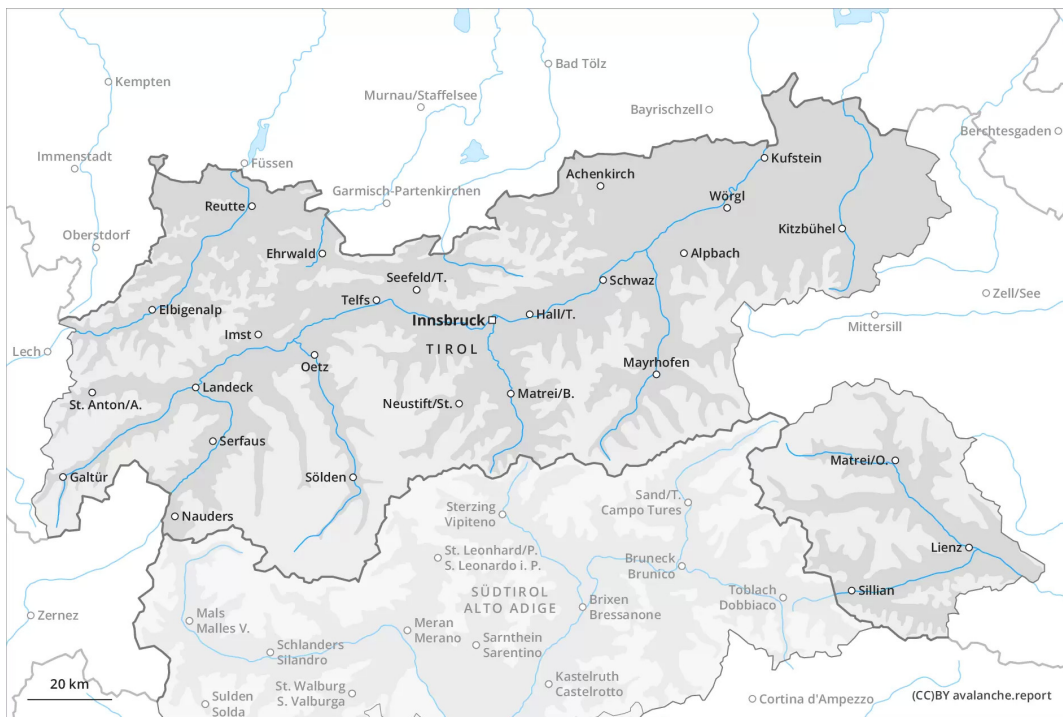 Kempten
Bad Tölz
Murnau/Staffelsee
Bayrischzell
Berchtesgaden
Immenstadt
Füssen
Kufstein
Achenkirch
Garmisch-Partenkirchen
Reutte
Wörgl
Kitzbühel
Oberstdorf
Ehrwald
Alpbach
Seefeld/T.
Schwaz
Zell/See
Telfs
Elbigenalp
Innsbruck
Hall/T.
Mittersill
Imst
TIROL
Lech
Oetz
Mayrhofen
Landeck
St. Anton/A.
Neustift/St.
Matrei/B.
Serfaus
Matrei/O.
Galtür
Sölden
Sand/T.
Campo Tures
Sterzing
Vipiteno
Nauders
Lienz
St. Leonhard/P.
S. Leonardo i. P.
Bruneck
Brunico
SÜDTIROL
ALTO ADIGE
Toblach
Dobbiaco
Sillian
Brixen
Bressanone
Zernez
Mals
Malles V.
Meran
Merano
Sarnthein
Sarentino
Schlanders
Silandro
Kastelruth
Castelrotto
20 km
St. Walburg
S. Valburga
Sulden
Solda
Cortina d'Ampezzo
(CC)BY avalanche.report